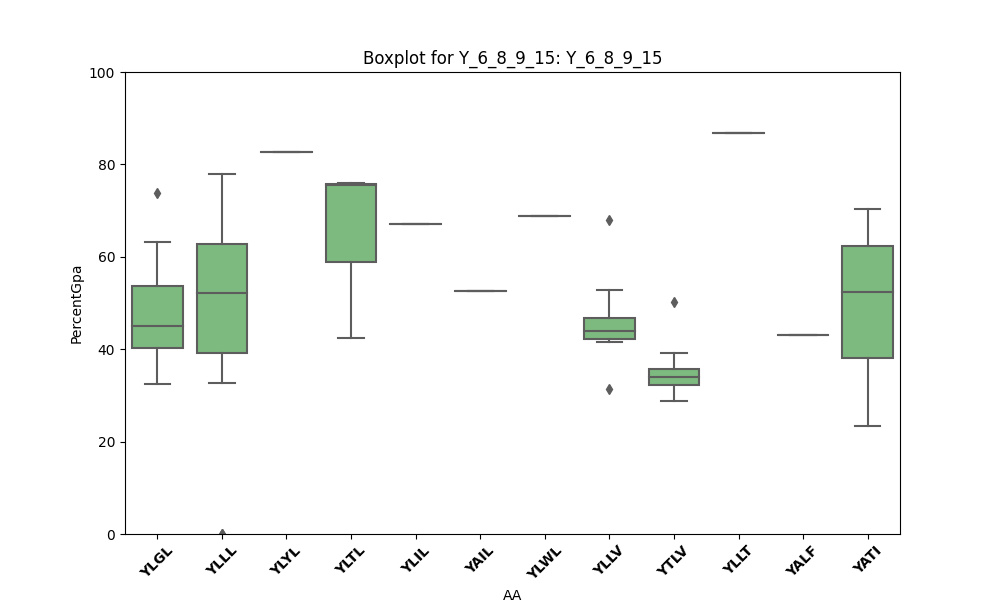 Boxplot for Y_6_8_9_15: Y_6_8_9_15
100
80
60
40
20
0
PercentGpa
YLGL
YLLL
YLYL
YLTL
YLIL
YAIL
YLWL
YLLV
YTLV
YLLT
YALF
YATI
AA